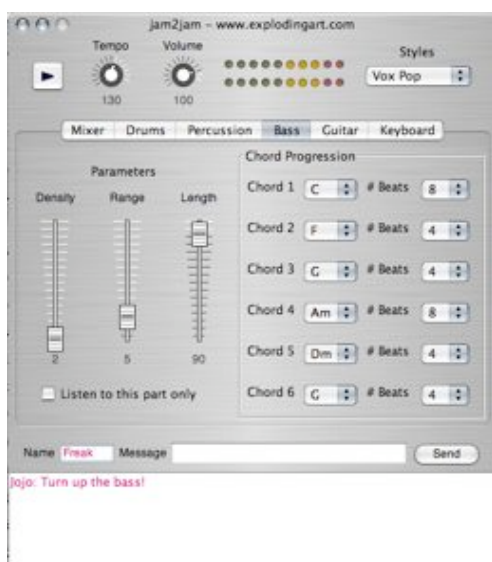 jam2jam – www.explodingart.com
Tempo Volume Styles
Vox Pop
130 100
Mixer Drums Percussion Bass Guitar Keyboard
Chord Progression
Parameters
Density Range Length
Chord 1 C # Beats 8
Chord 2 F # Beats 4
Chord 3 G # Beats 4
Chord 4 Am # Beats 8
Chord 5 Dm # Beats 4
2 5 90
Listen to this part only
Chord 6 G # Beats 4
Name Freak Message Send
Jojo: Turn up the bass!